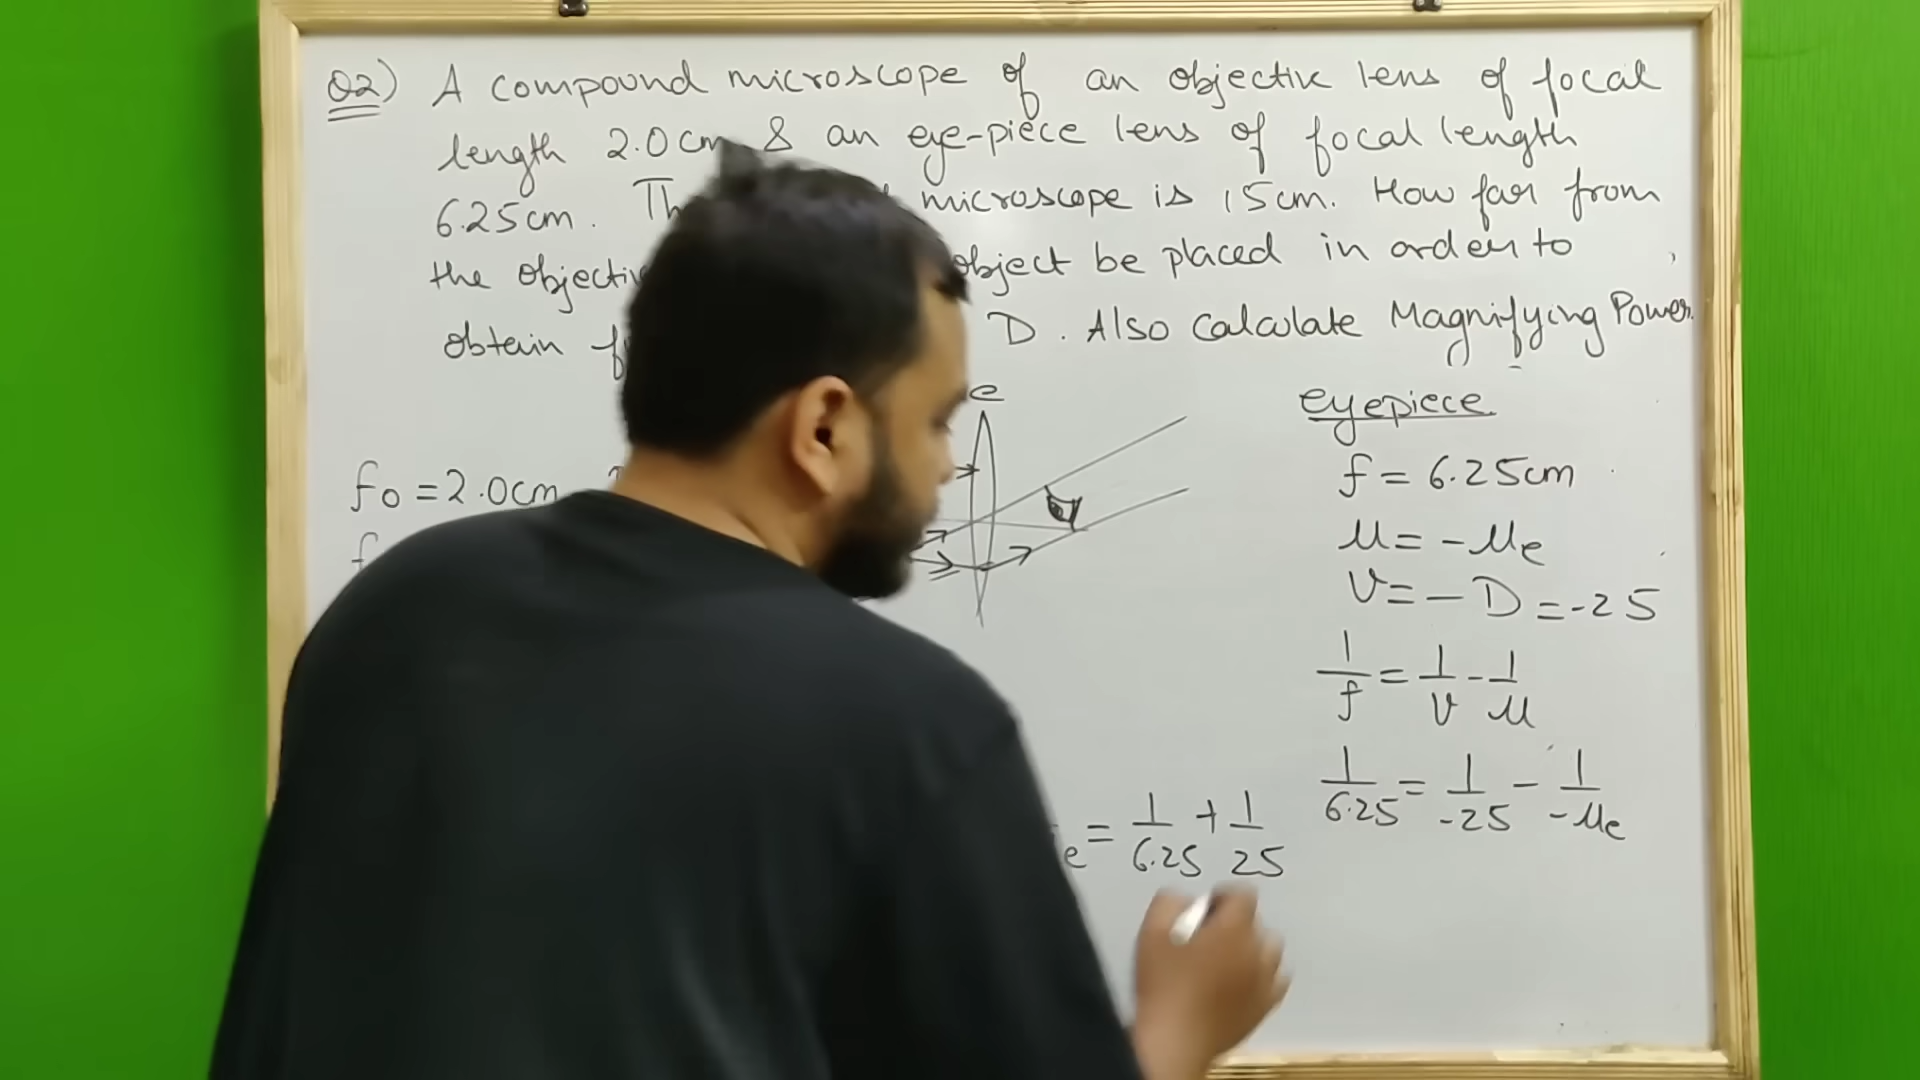 Q2) A compound microscope of an objective lens of focal
length 2.0cm & an eye-piece lens of focal length
6.25cm. microscope is 15cm. How far from
the object be placed in order to
obtain D. Also Calculate Magnifying Power.
e
eyepiece
fo = 2.0cm
f = 6.25cm
u = -ue
v = -D = -25
1/f = 1/v - 1/u
1/6.25 = 1/-25 - 1/-ue
e = 1/6.25 + 1/25